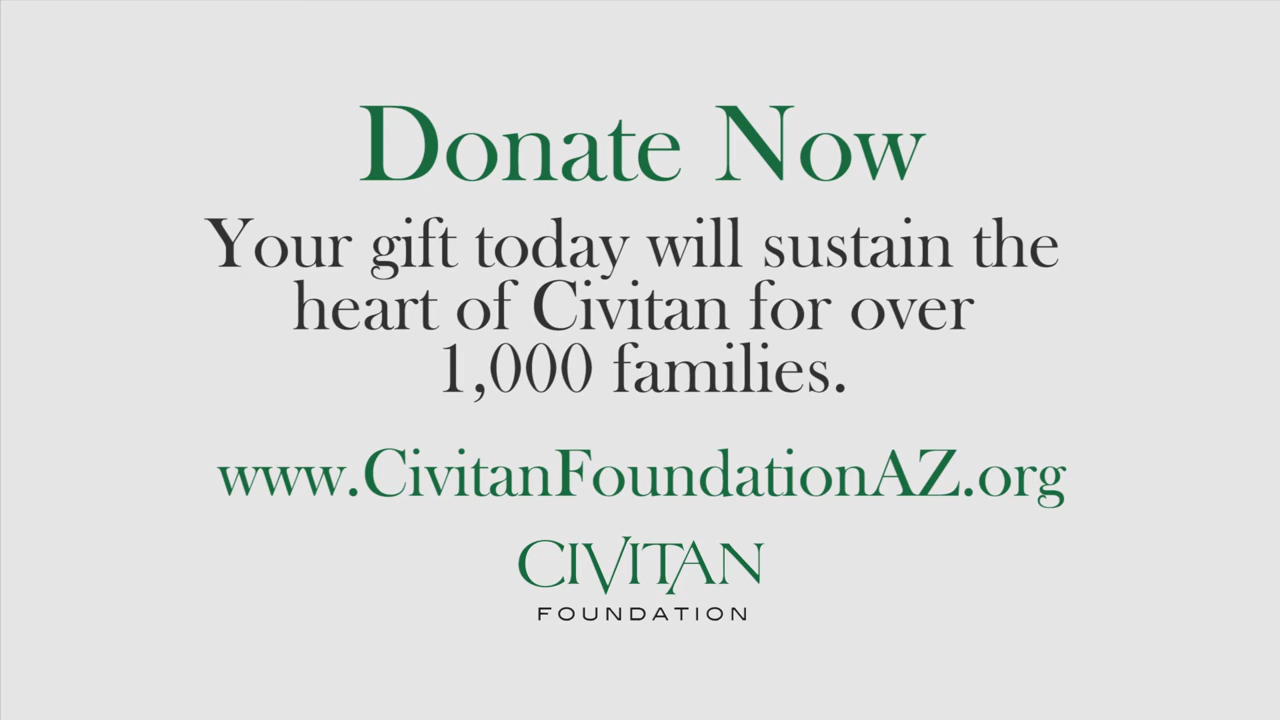 Donate Now
Your gift today will sustain the
heart of Civitan for over
1,000 families.
www.CivitanFoundationAZ.org
CIVITAN
FOUNDATION